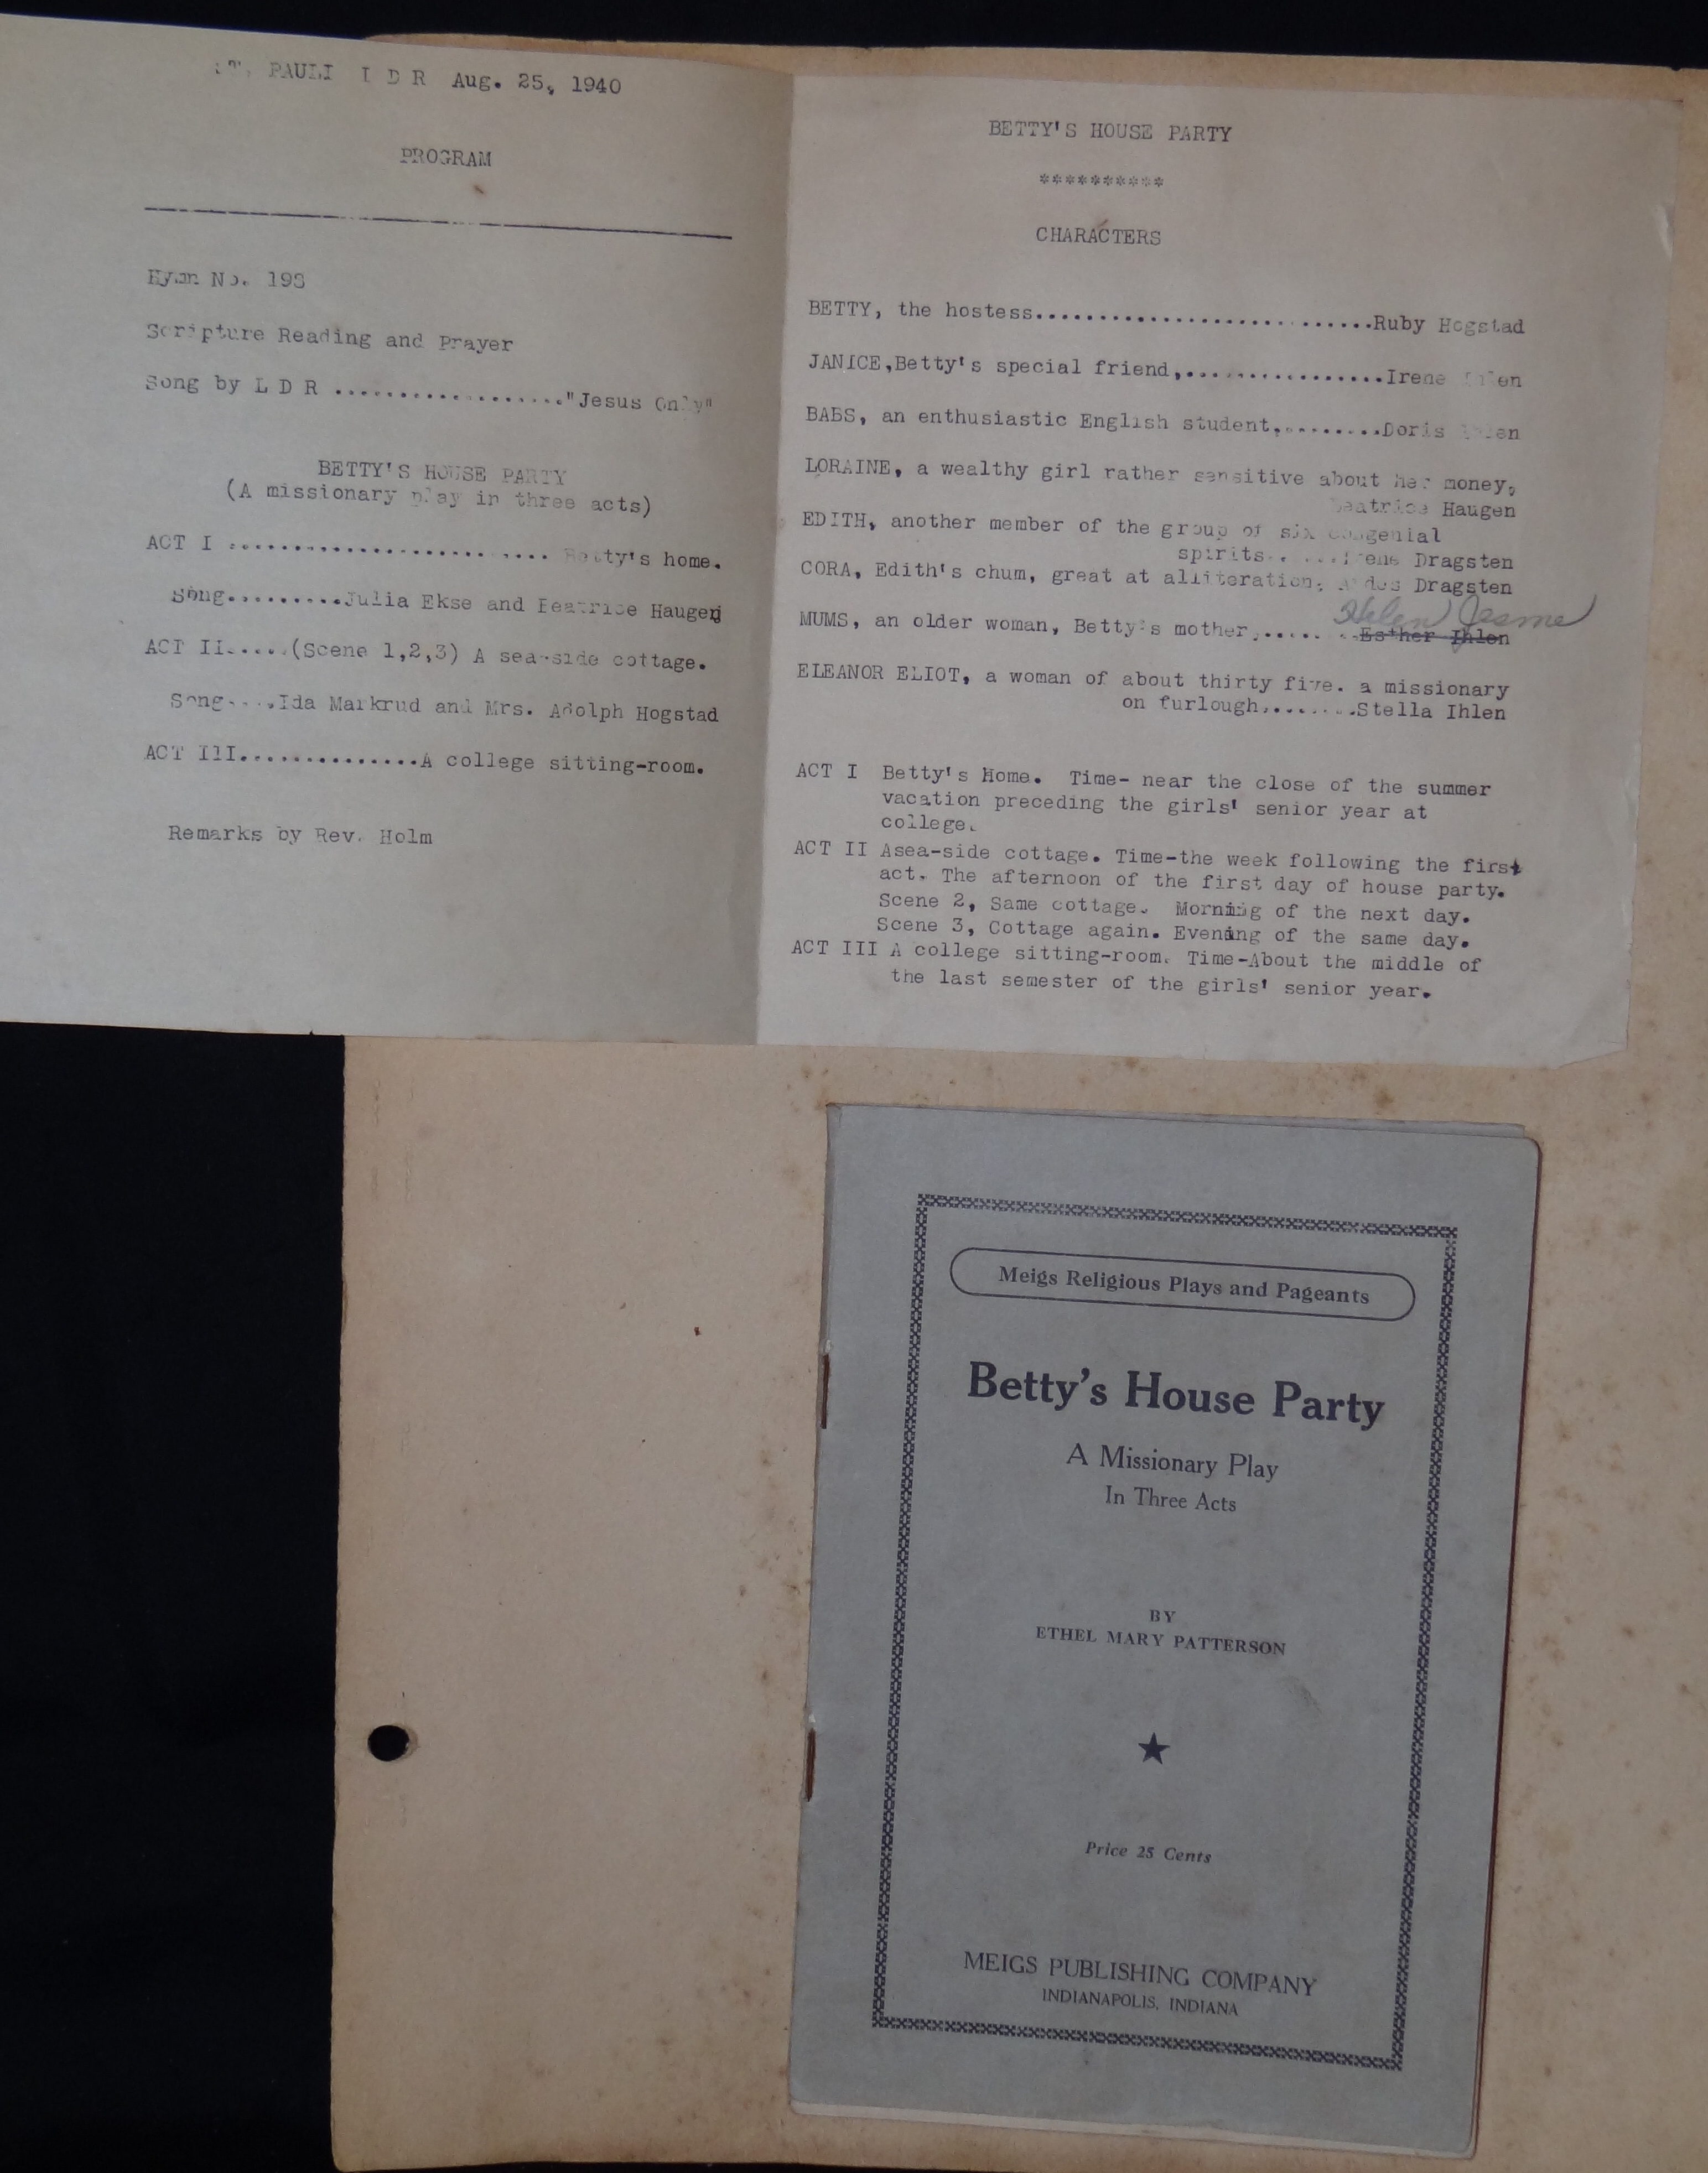 PAULI L D R Aug. 25, 1940
PROGRAM
Hymn No. 198
Scripture Reading and Prayer
Song by L D R .................."Jesus Only"
BETTY'S HOUSE PARTY
(A missionary play in three acts)
ACT I ......................... Betty's home.
Song.........Julia Ekse and Beatrice Haugen
ACT II.....(Scene 1,2,3) A sea-side cottage.
Song....Ida Markrud and Mrs. Adolph Hogstad
ACT III..............A college sitting-room.
Remarks by Rev. Holm
BETTY'S HOUSE PARTY
**********
CHARACTERS
BETTY, the hostess...........................Ruby Hogstad
JANICE,Betty's special friend,................Irene Ihlen
BABS, an enthusiastic English student,........Doris Ihlen
LORAINE, a wealthy girl rather sensitive about her money,
Beatrice Haugen
EDITH, another member of the group of six congenial
spirits......Irene Dragsten
CORA, Edith's chum, great at alliteration, Dragsten
Helen Jesme
MUMS, an older woman, Betty's mother,.......Esther Ihlen
ELEANOR ELIOT, a woman of about thirty five. a missionary
on furlough,.......Stella Ihlen
ACT I Betty's Home. Time- near the close of the summer
vacation preceding the girls' senior year at
college.
ACT II Asea-side cottage. Time-the week following the first
act. The afternoon of the first day of house party.
Scene 2, Same cottage. Morning of the next day.
Scene 3, Cottage again. Evening of the same day.
ACT III A college sitting-room. Time-About the middle of
the last semester of the girls' senior year.
Meigs Religious Plays and Pageants
Betty's House Party
A Missionary Play
In Three Acts
BY
ETHEL MARY PATTERSON
Price 25 Cents
MEIGS PUBLISHING COMPANY
INDIANAPOLIS, INDIANA